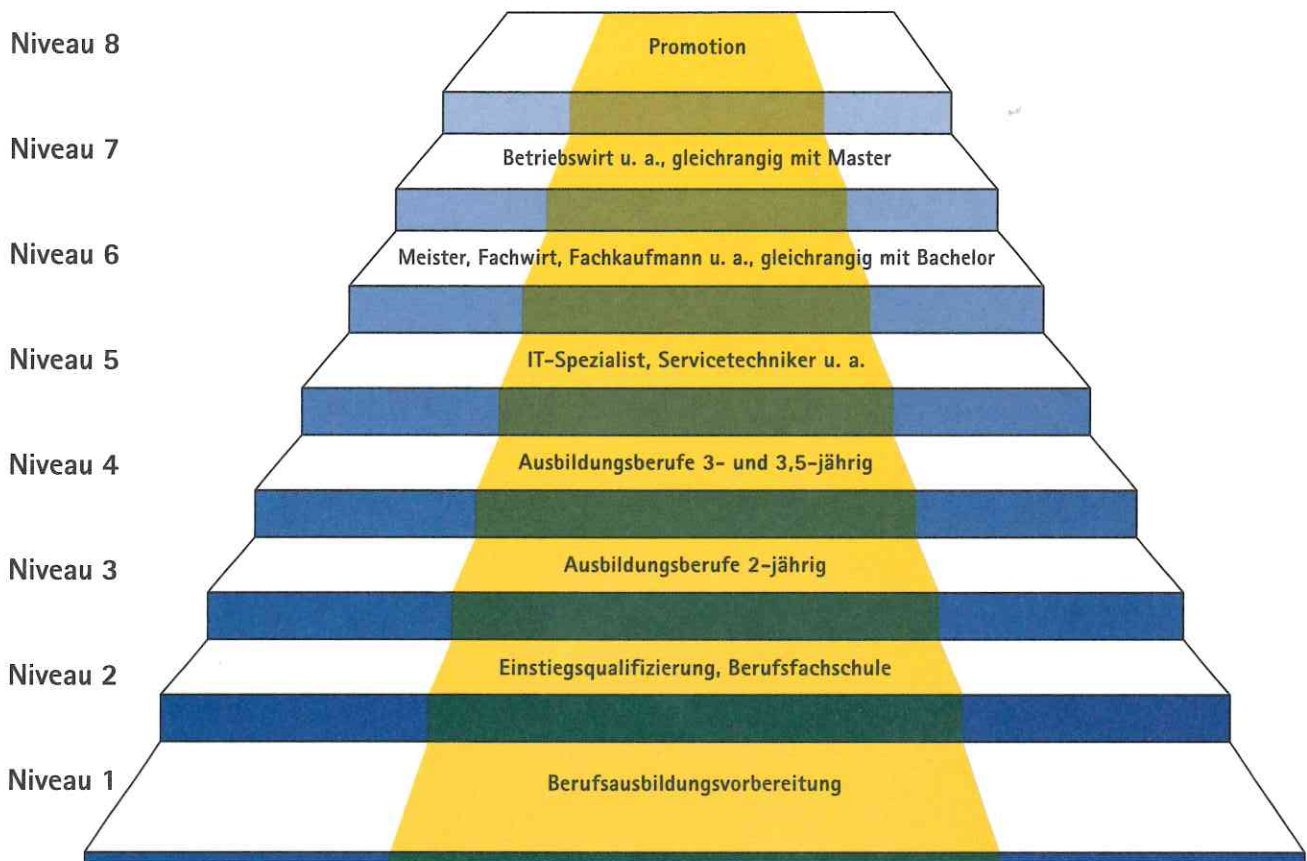 Niveau 8
Promotion
Niveau 7
Betriebswirt u. a., gleichrangig mit Master
Niveau 6
Meister, Fachwirt, Fachkaufmann u. a., gleichrangig mit Bachelor
Niveau 5
IT-Spezialist, Servicetechniker u. a.
Niveau 4
Ausbildungsberufe 3- und 3,5-jährig
Niveau 3
Ausbildungsberufe 2-jährig
Niveau 2
Einstiegsqualifizierung, Berufsfachschule
Niveau 1
Berufsausbildungsvorbereitung